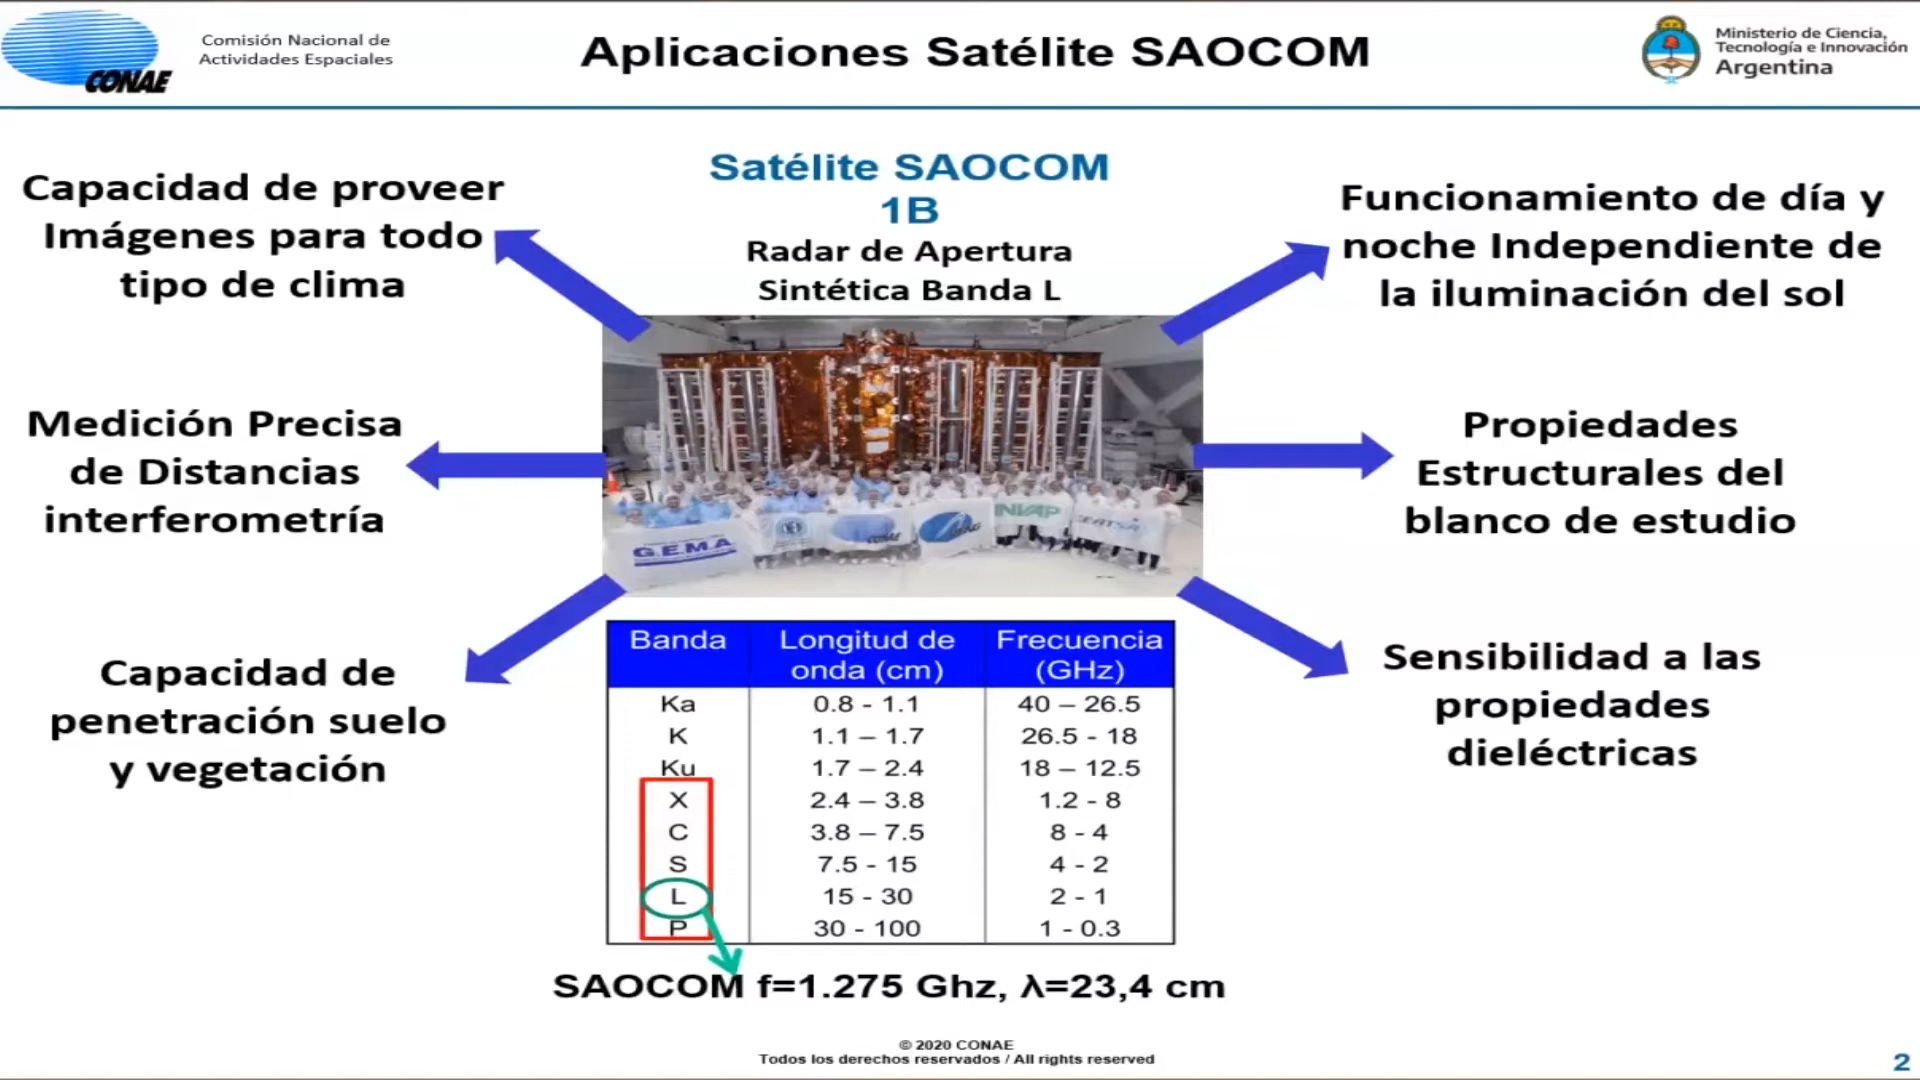 CONAE
Comisión Nacional de
Actividades Espaciales
Aplicaciones Satélite SAOCOM
Ministerio de Ciencia,
Tecnología e Innovación
Argentina
Capacidad de proveer
Imágenes para todo
tipo de clima
Medición Precisa
de Distancias
interferometría
Capacidad de
penetración suelo
y vegetación
Satélite SAOCOM
1B
Radar de Apertura
Sintética Banda L
G.E.M.A
CONAE
INVAP
Funcionamiento de día y
noche Independiente de
la iluminación del sol
Propiedades
Estructurales del
blanco de estudio
Sensibilidad a las
propiedades
dieléctricas
Banda Longitud de onda (cm) Frecuencia (GHz)
Ka 0.8 - 1.1 40 – 26.5
K 1.1 – 1.7 26.5 - 18
Ku 1.7 – 2.4 18 – 12.5
X 2.4 – 3.8 1.2 - 8
C 3.8 – 7.5 8 - 4
S 7.5 - 15 4 - 2
L 15 - 30 2 - 1
P 30 - 100 1 - 0.3
SAOCOM f=1.275 Ghz, λ=23,4 cm
© 2020 CONAE
Todos los derechos reservados / All rights reserved
2